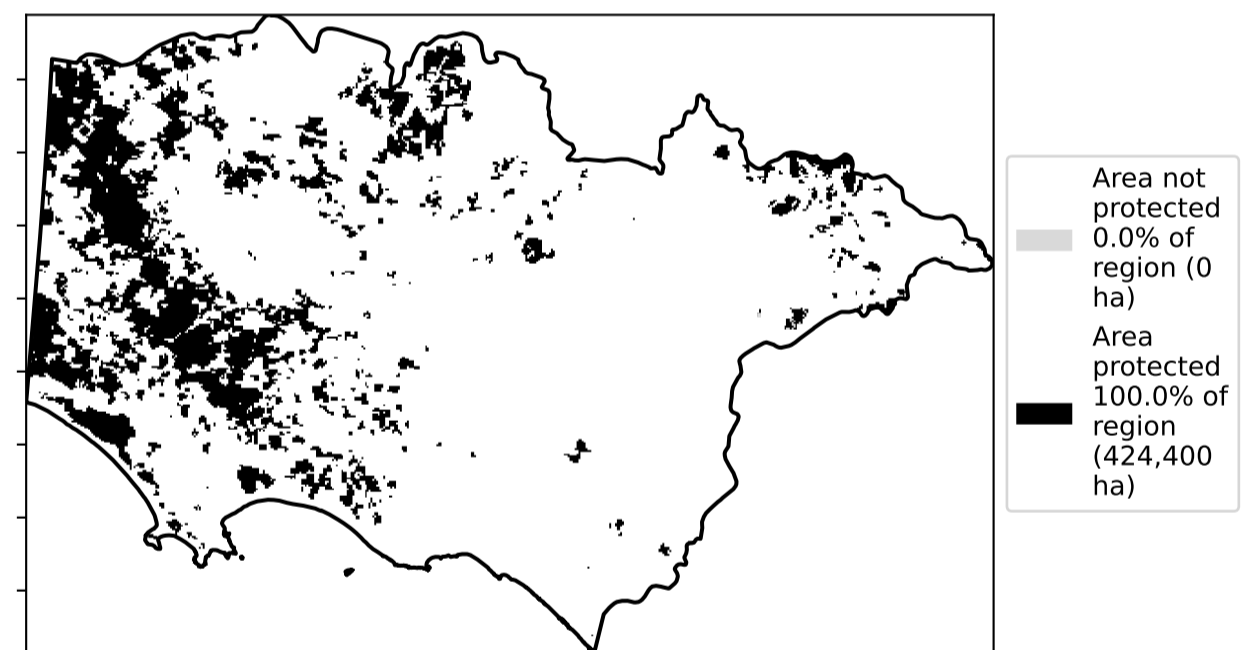 Area not
protected
0.0% of
region (0
ha)
Area
protected
100.0% of
region
(424,400
ha)